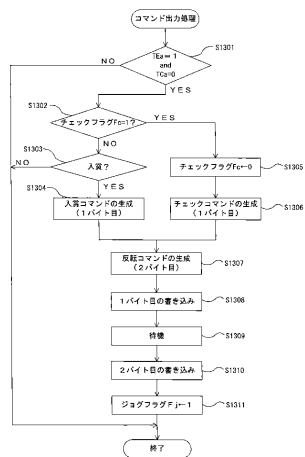 コマンド出力処理
S1301
TEa＝1
and
TCa=0
NO
YES
S1302
チェックフラグFc=1?
YES
NO
S1303
入賞?
NO
YES
S1304
入賞コマンドの生成
(1バイト目)
チェックフラグFc←0
S1305
チェックコマンドの生成
(1バイト目)
S1306
反転コマンドの生成
(2バイト目)
S1307
1バイト目の書き込み
S1308
待機
S1309
2バイト目の書き込み
S1310
ジョグフラグFj←1
S1311
終了